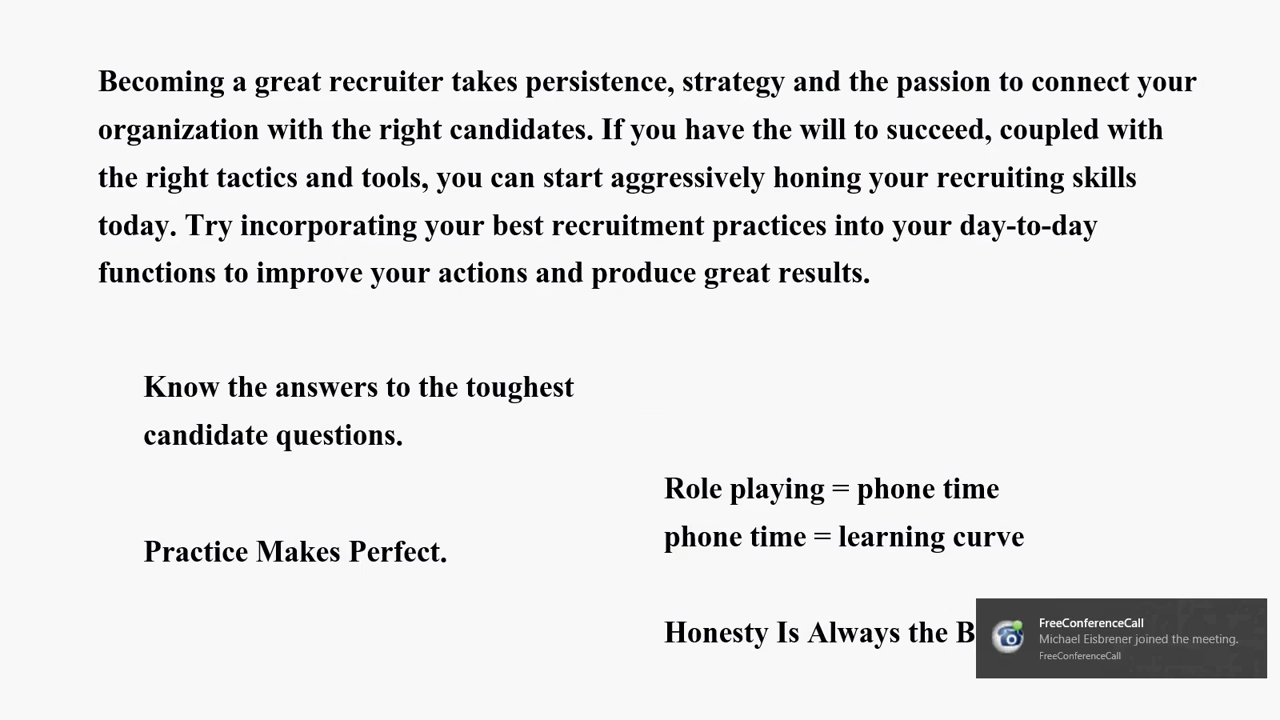 Becoming a great recruiter takes persistence, strategy and the passion to connect your
organization with the right candidates. If you have the will to succeed, coupled with
the right tactics and tools, you can start aggressively honing your recruiting skills
today. Try incorporating your best recruitment practices into your day-to-day
functions to improve your actions and produce great results.
Know the answers to the toughest
candidate questions.
Practice Makes Perfect.
Role playing = phone time
phone time = learning curve
Honesty Is Always the B
FreeConferenceCall
Michael Eisbrener joined the meeting.
FreeConferenceCall